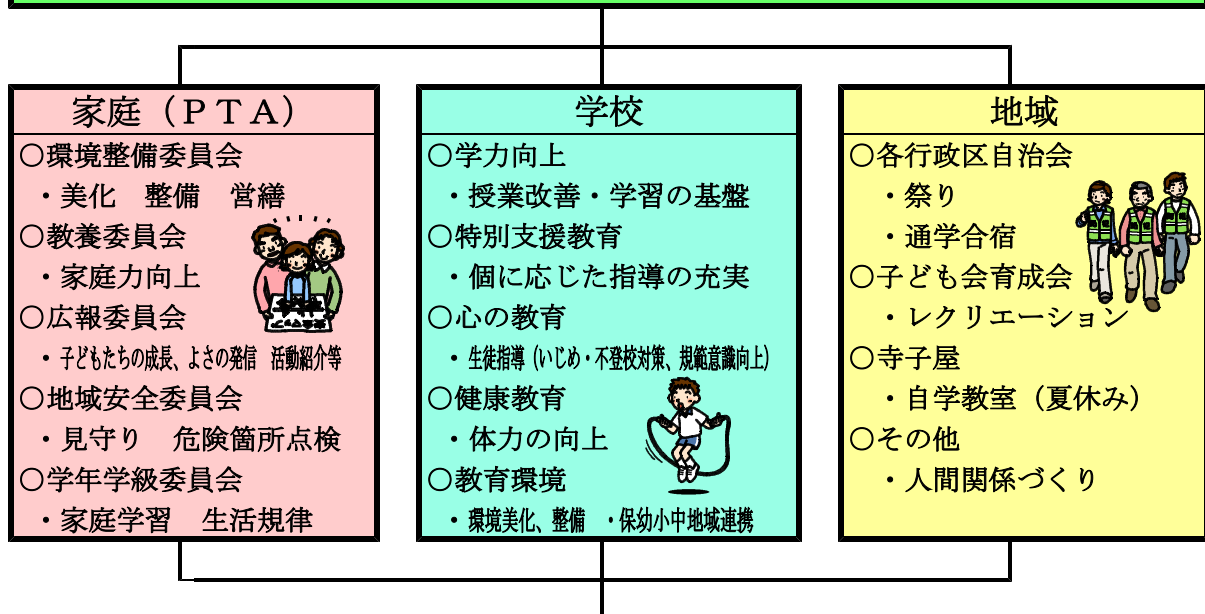 家庭（ＰＴＡ）
○環境整備委員会
・美化　整備　営繕
○教養委員会
・家庭力向上
○広報委員会
・子どもたちの成長、よさの発信　活動紹介等
○地域安全委員会
・見守り　危険箇所点検
○学年学級委員会
・家庭学習　生活規律
学校
○学力向上
・授業改善・学習の基盤
○特別支援教育
・個に応じた指導の充実
○心の教育
・生徒指導（いじめ・不登校対策、規範意識向上）
○健康教育
・体力の向上
○教育環境
・環境美化、整備　・保幼小中地域連携
地域
○各行政区自治会
・祭り
・通学合宿
○子ども会育成会
・レクリエーション
○寺子屋
・自学教室（夏休み）
○その他
・人間関係づくり